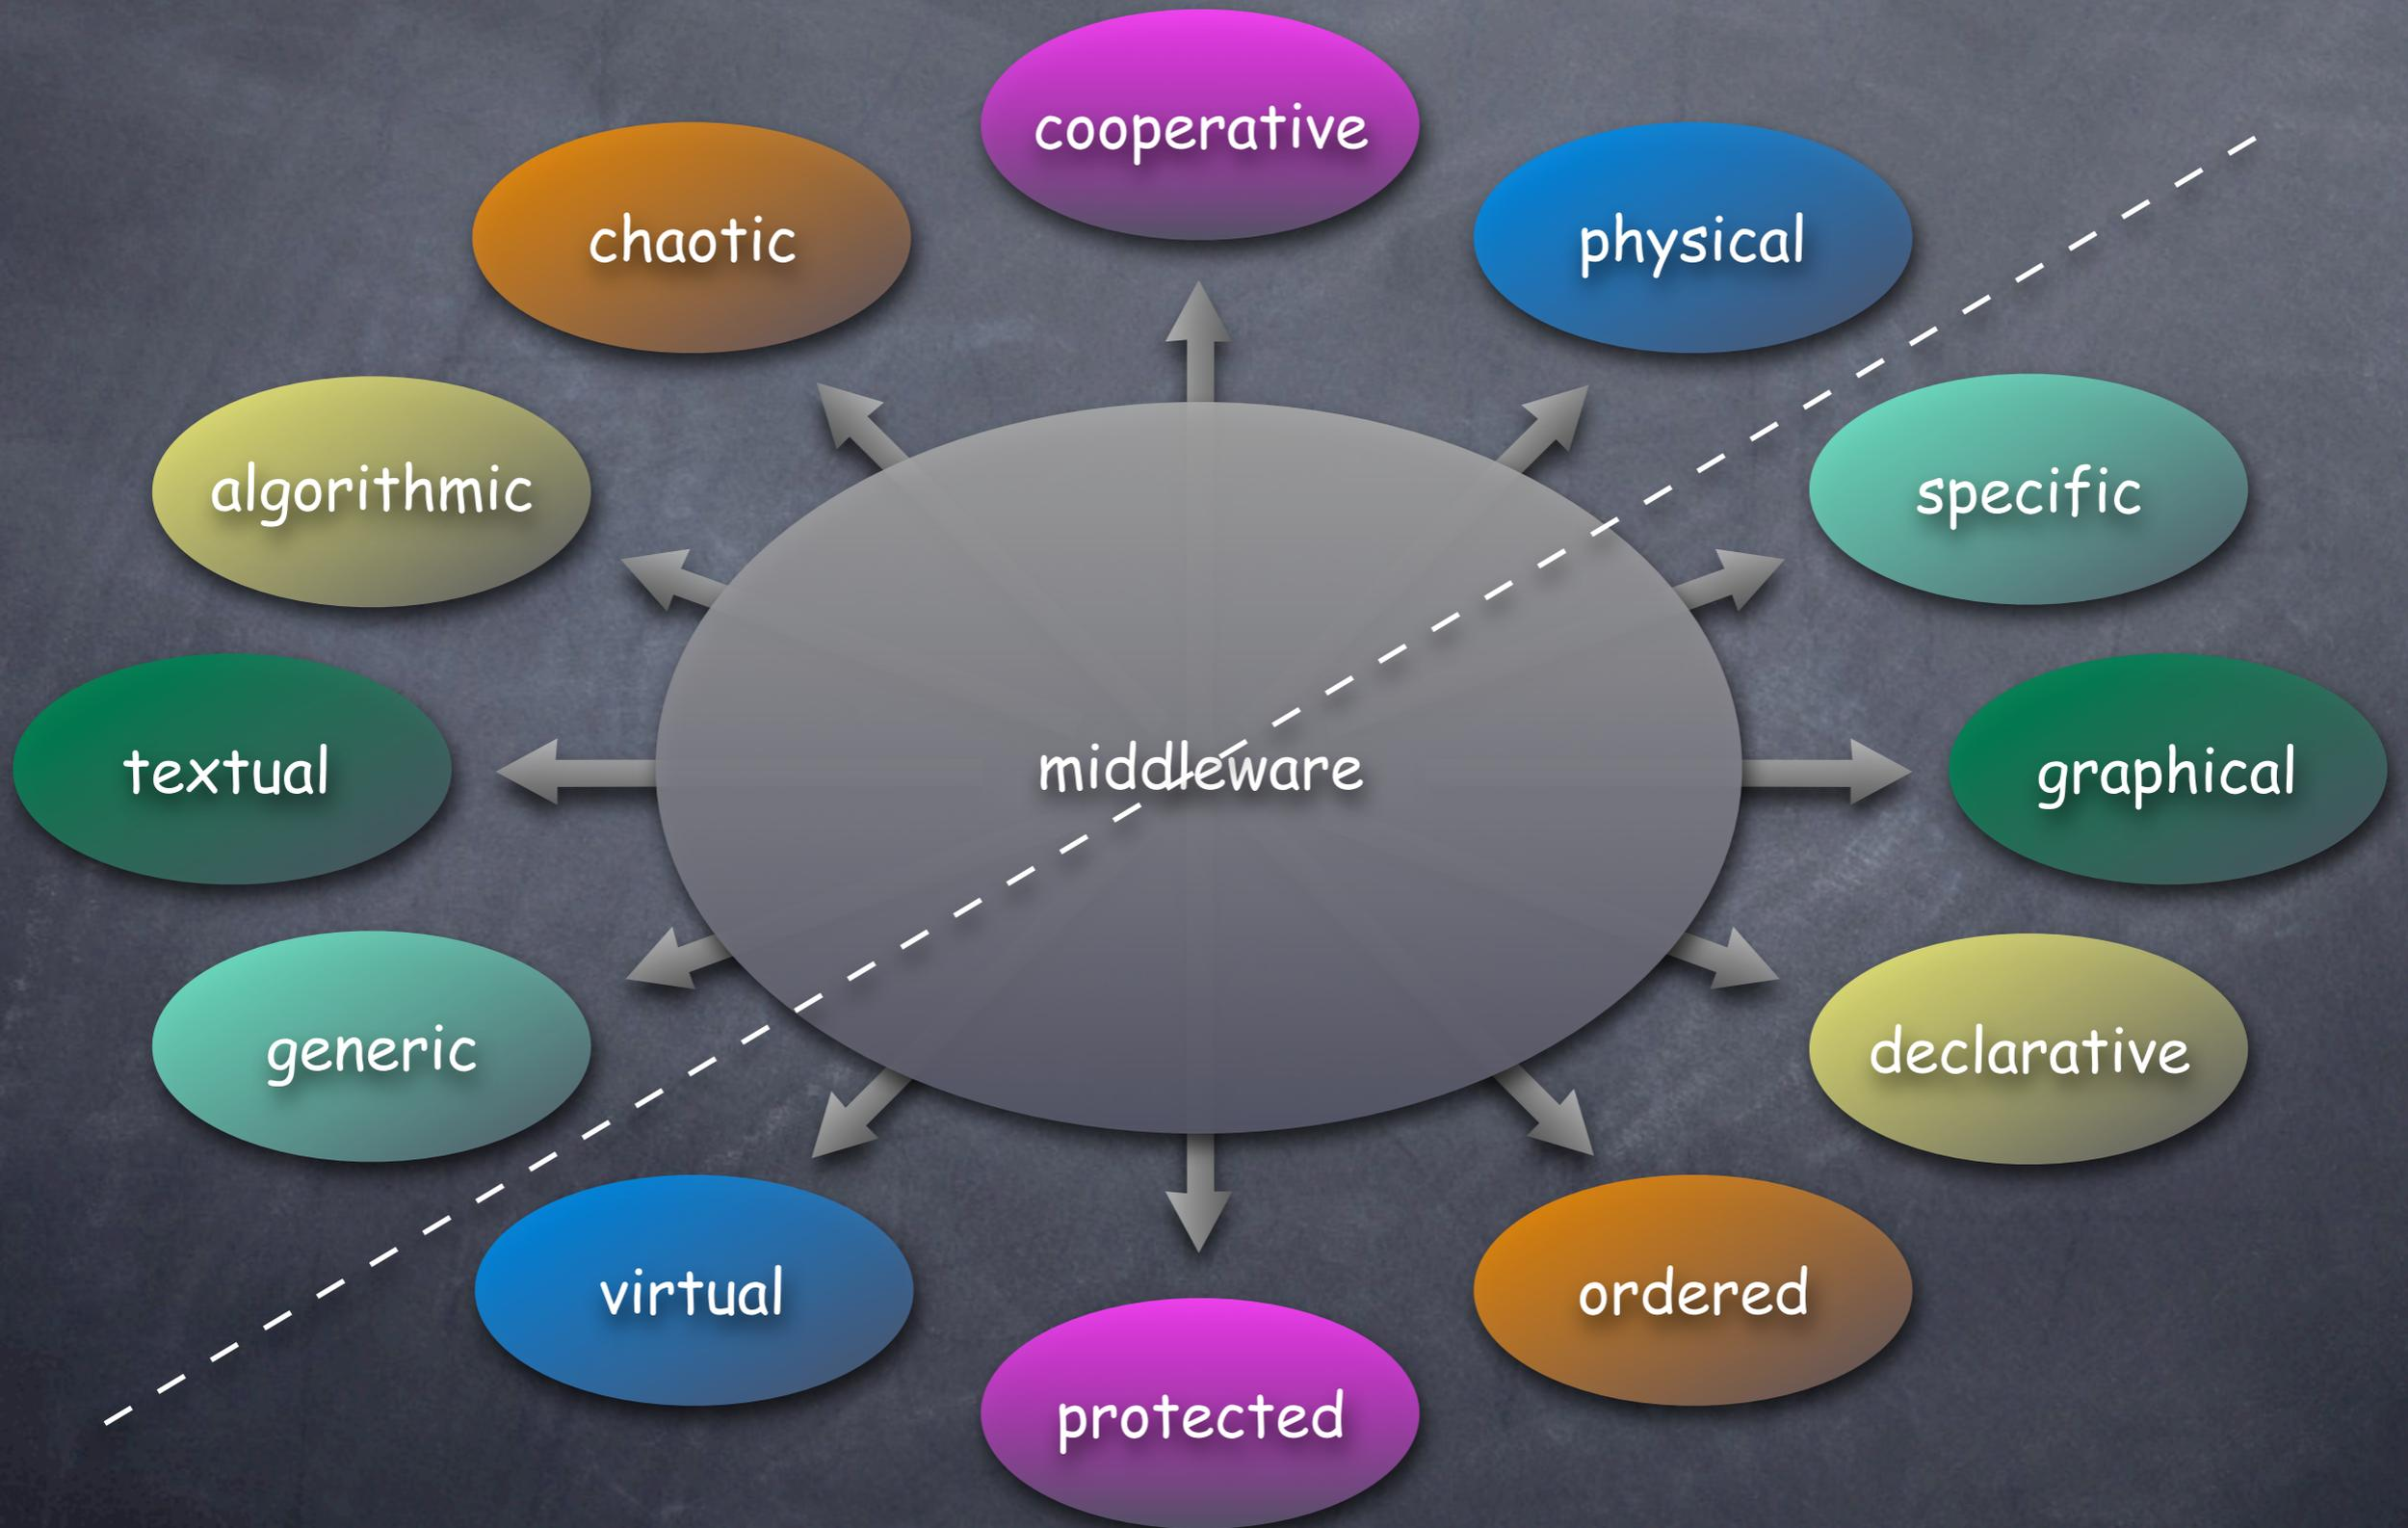 cooperative
chaotic
physical
algorithmic
specific
textual
middleware
graphical
generic
declarative
virtual
ordered
protected